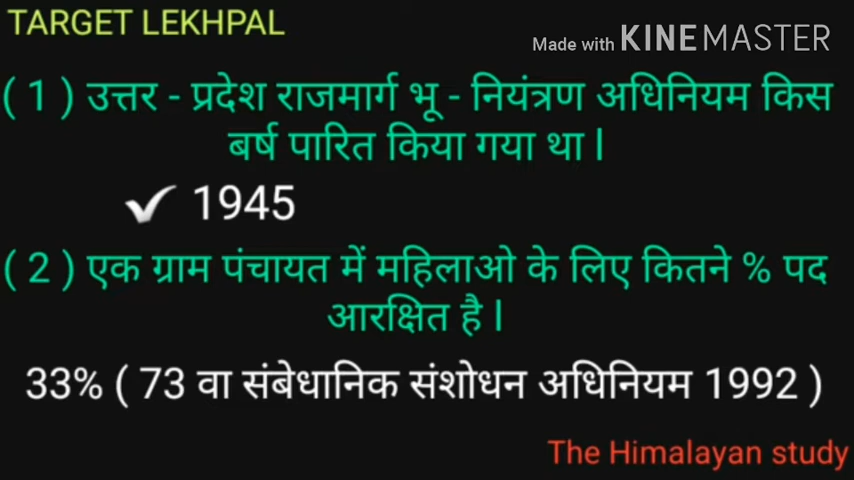 TARGET LEKHPAL
Made with KINEMASTER
( 1 ) उत्तर - प्रदेश राजमार्ग भू - नियंत्रण अधिनियम किस
बर्ष पारित किया गया था l
1945
( 2 ) एक ग्राम पंचायत में महिलाओ के लिए कितने % पद
आरक्षित है l
33% ( 73 वा संबेधानिक संशोधन अधिनियम 1992 )
The Himalayan study